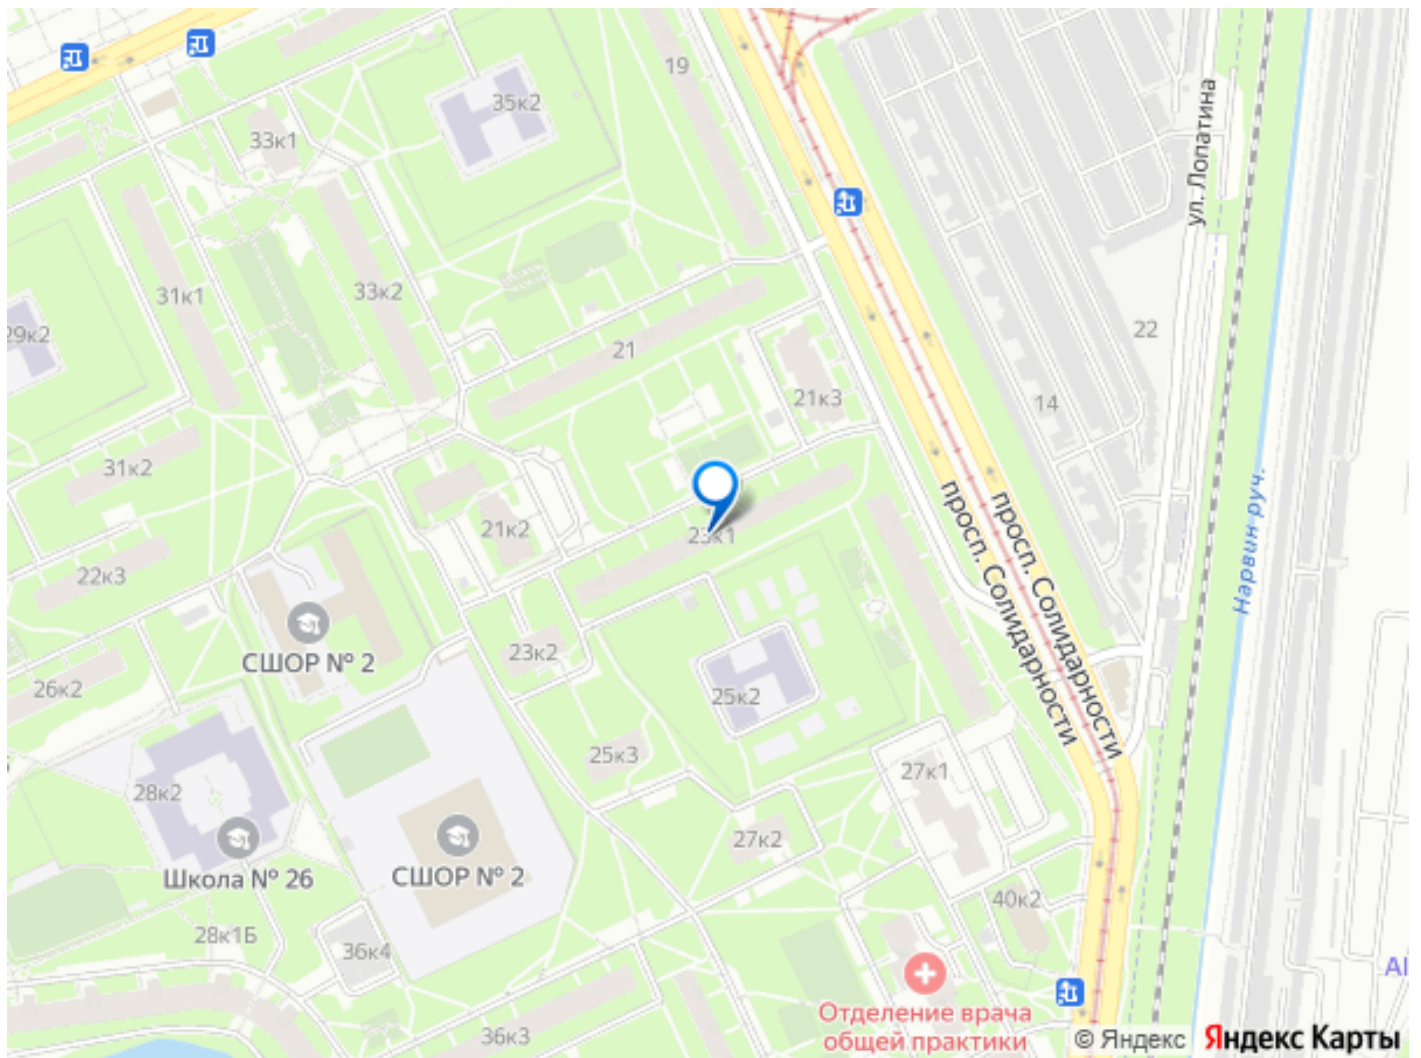 19
35к2
33к1
ул. Лопатина
31к1
33к2
29к2
22
21
21к3
14
31к2
21к2
23к1
просп. Солидарности
просп. Солидарности
Нарвин руч.
22к3
СШОР № 2
23к2
26к2
25к2
25к3
27к1
28к2
27к2
Школа № 26
СШОР № 2
40к2
28к1Б
36к4
Al
Отделение врача
общей практики
36к3
© Яндекс
Яндекс Карты